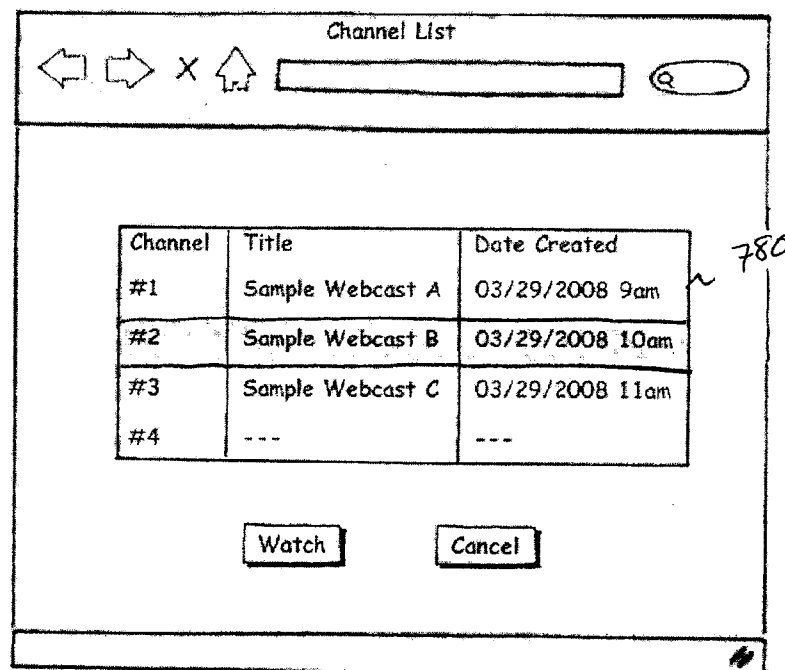 Channel List
Channel Title Date Created
780
#1 Sample Webcast A 03/29/2008 9am
#2 Sample Webcast B 03/29/2008 10am
#3 Sample Webcast C 03/29/2008 11am
#4 --- ---
Watch Cancel